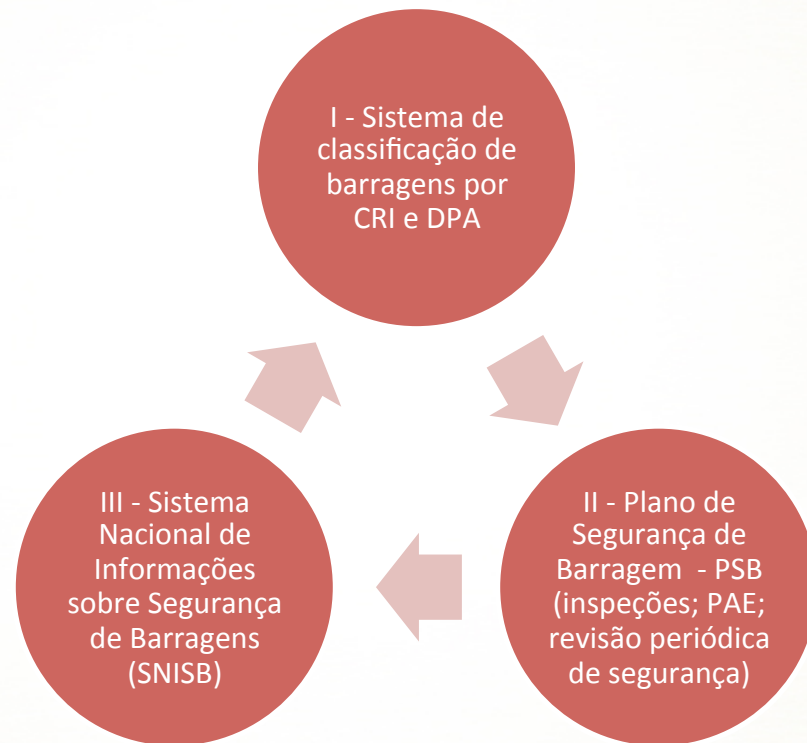 I - Sistema de
classificação de
barragens por
CRI e DPA
III - Sistema
Nacional de
Informações
sobre Segurança
de Barragens
(SNISB)
II - Plano de
Segurança de
Barragem - PSB
(inspeções; PAE;
revisão periódica
de segurança)